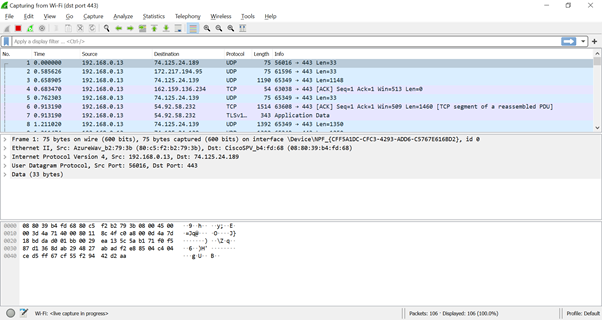 Capturing from Wi-Fi (dst port 443)
File Edit View Go Capture Analyze Statistics Telephony Wireless Tools Help
Apply a display filter ... <Ctrl-/>
No. Time Source Destination Protocol Length Info
1 0.000000 192.168.0.13 74.125.24.189 UDP 75 56016 → 443 Len=33
2 0.585626 192.168.0.13 172.217.194.95 UDP 75 61596 → 443 Len=33
3 0.658905 192.168.0.13 74.125.24.139 UDP 1190 65349 → 443 Len=1148
4 0.683470 192.168.0.13 162.159.136.234 TCP 54 63038 → 443 [ACK] Seq=1 Ack=1 Win=513 Len=0
5 0.762303 192.168.0.13 74.125.24.139 UDP 75 65349 → 443 Len=33
6 0.913190 192.168.0.13 54.92.58.232 TCP 1514 63608 → 443 [ACK] Seq=1 Ack=1 Win=509 Len=1460 [TCP segment of a reassembled PDU]
7 0.913190 192.168.0.13 54.92.58.232 TLSv1… 343 Application Data
8 1.211020 192.168.0.13 74.125.24.139 UDP 1392 65349 → 443 Len=1350
Frame 1: 75 bytes on wire (600 bits), 75 bytes captured (600 bits) on interface \Device\NPF_{CFF5A1DC-CFC3-4293-ADD6-C5767E616BD2}, id 0
Ethernet II, Src: AzureWav_b2:79:3b (80:c5:f2:b2:79:3b), Dst: CiscoSPV_b4:fd:68 (08:80:39:b4:fd:68)
Internet Protocol Version 4, Src: 192.168.0.13, Dst: 74.125.24.189
User Datagram Protocol, Src Port: 56016, Dst Port: 443
Data (33 bytes)
0000 08 80 39 b4 fd 68 80 c5 f2 b2 79 3b 08 00 45 00
0010 00 3d 4a 71 40 00 80 11 8c 4f c0 a8 00 0d 4a 7d
0020 18 bd da d0 01 bb 00 29 ea 13 5c 5a b1 71 f0 f5
0030 87 d1 36 8d ab 29 48 27 ab ad f2 e8 85 04 c4 04
0040 ce d5 ff 67 cf 55 f2 94 42 d2 aa
Wi-Fi: <live capture in progress>
Packets: 106 · Displayed: 106 (100.0%)
Profile: Default